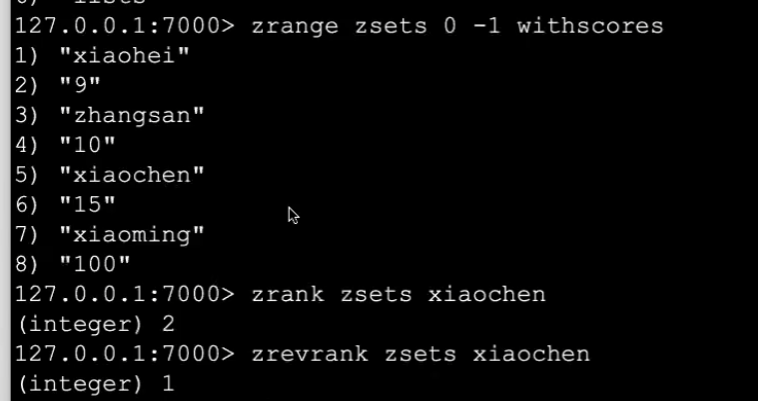 127.0.0.1:7000> zrange zsets 0 -1 withscores
1) "xiaohei"
2) "9"
3) "zhangsan"
4) "10"
5) "xiaochen"
6) "15"
7) "xiaoming"
8) "100"
127.0.0.1:7000> zrank zsets xiaochen
(integer) 2
127.0.0.1:7000> zrevrank zsets xiaochen
(integer) 1